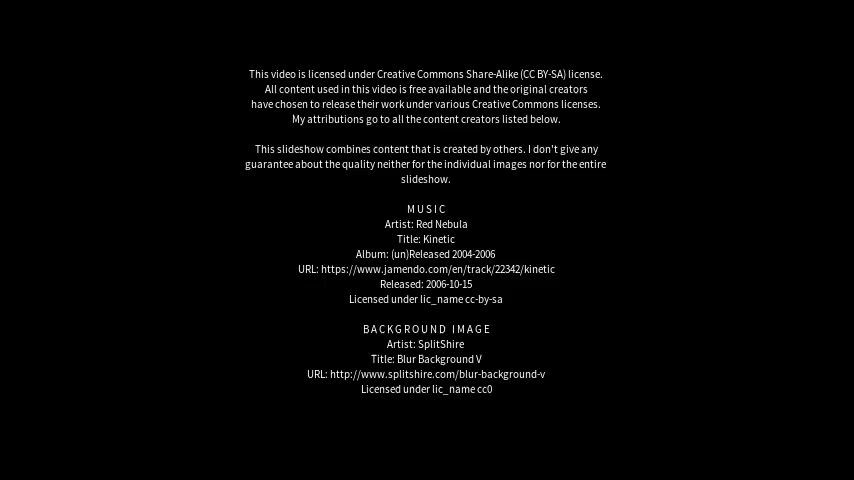 This video is licensed under Creative Commons Share-Alike (CC BY-SA) license.
All content used in this video is free available and the original creators
have chosen to release their work under various Creative Commons licenses.
My attributions go to all the content creators listed below.
This slideshow combines content that is created by others. I don't give any
guarantee about the quality neither for the individual images nor for the entire
slideshow.
MUSIC
Artist: Red Nebula
Title: Kinetic
Album: (un)Released 2004-2006
URL: https://www.jamendo.com/en/track/22342/kinetic
Released: 2006-10-15
Licensed under lic_name cc-by-sa
BACKGROUND IMAGE
Artist: SplitShire
Title: Blur Background V
URL: http://www.splitshire.com/blur-background-v
Licensed under lic_name cc0